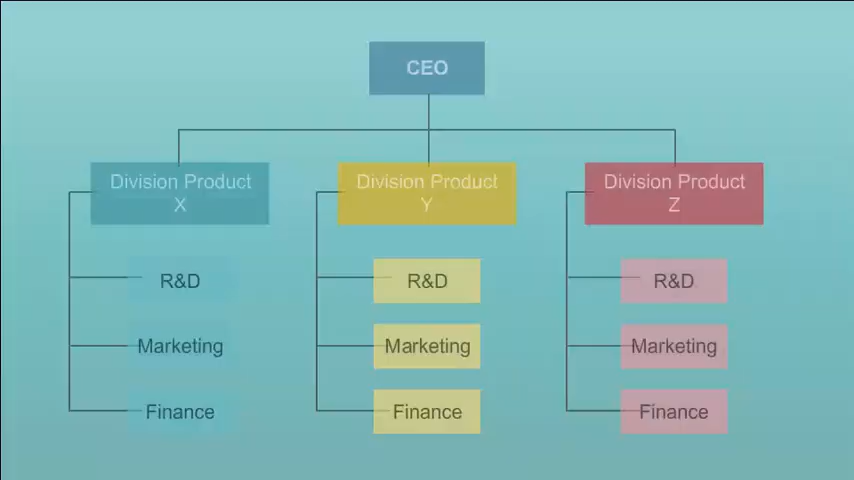 CEO
Division Product
X
Division Product
Y
Division Product
Z
R&D
R&D
R&D
Marketing
Marketing
Marketing
Finance
Finance
Finance